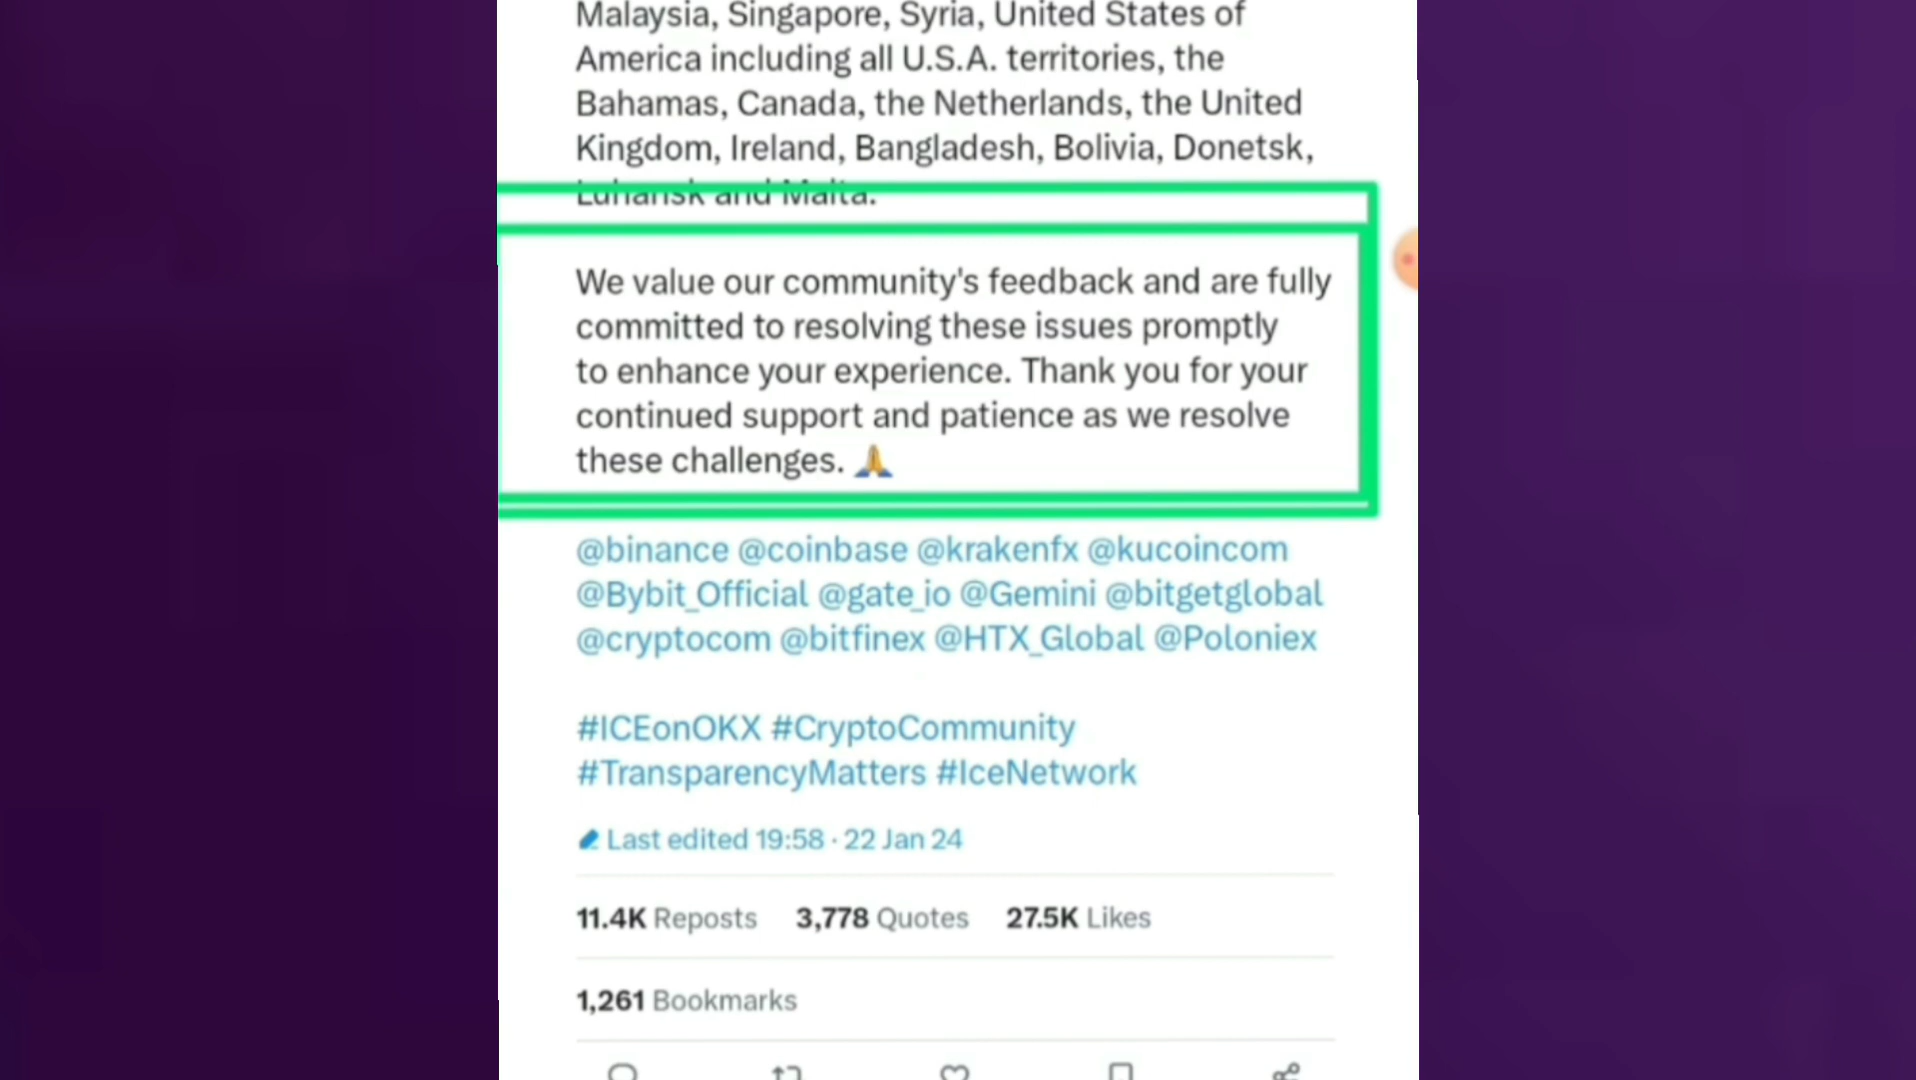 Malaysia, Singapore, Syria, United States of
America including all U.S.A. territories, the
Bahamas, Canada, the Netherlands, the United
Kingdom, Ireland, Bangladesh, Bolivia, Donetsk,
Luhansk and Malta.
We value our community's feedback and are fully
committed to resolving these issues promptly
to enhance your experience. Thank you for your
continued support and patience as we resolve
these challenges. 🙏
@binance @coinbase @krakenfx @kucoincom
@Bybit_Official @gate_io @Gemini @bitgetglobal
@cryptocom @bitfinex @HTX_Global @Poloniex
#ICEonOKX #CryptoCommunity
#TransparencyMatters #IceNetwork
Last edited 19:58 · 22 Jan 24
11.4K Reposts 3,778 Quotes 27.5K Likes
1,261 Bookmarks